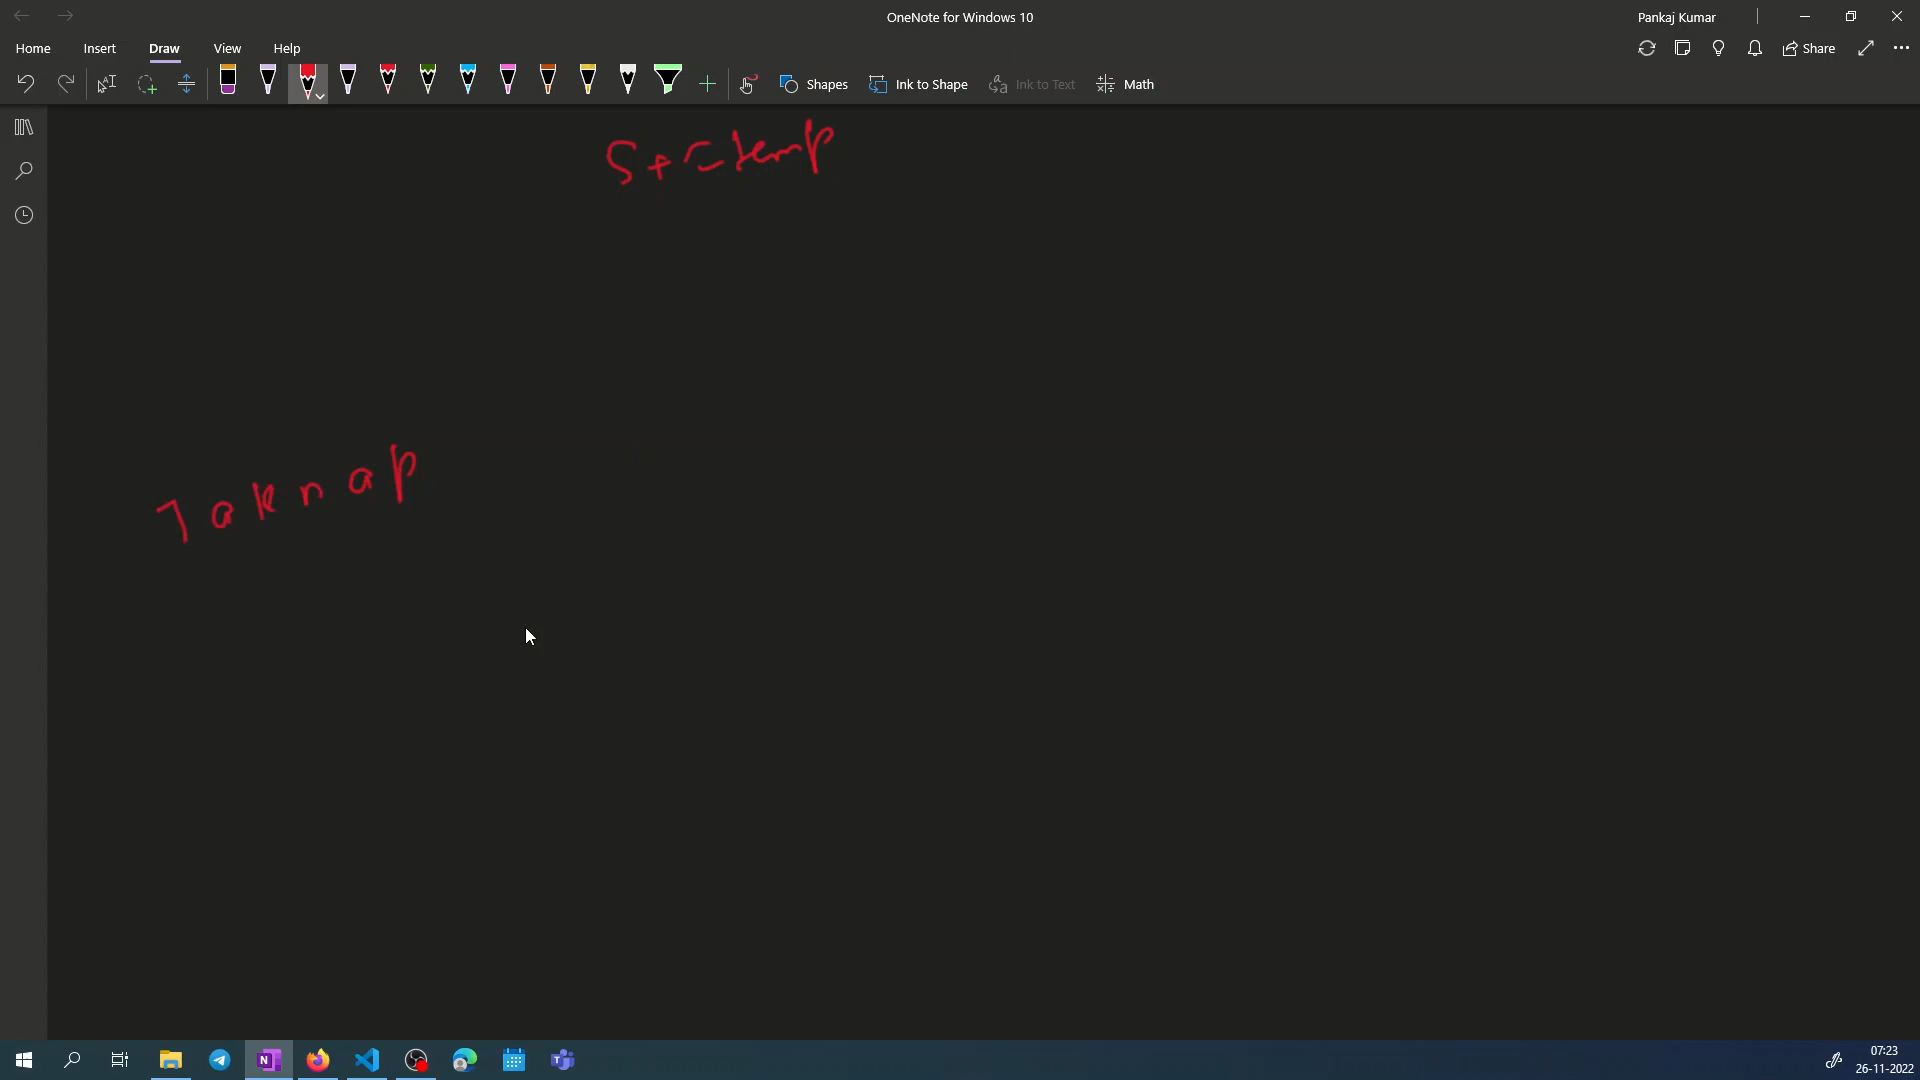 OneNote for Windows 10
Pankaj Kumar
Home Insert Draw View Help
Share
Shapes Ink to Shape Ink to Text Math
S + = temp
J a k n a p
N
T
07:23
26-11-2022